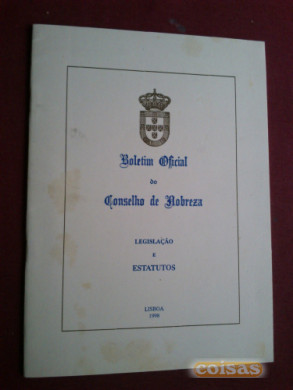 Boletim Oficial
do
Conselho de Nobreza
LEGISLAÇÃO
E
ESTATUTOS
LISBOA
coisas